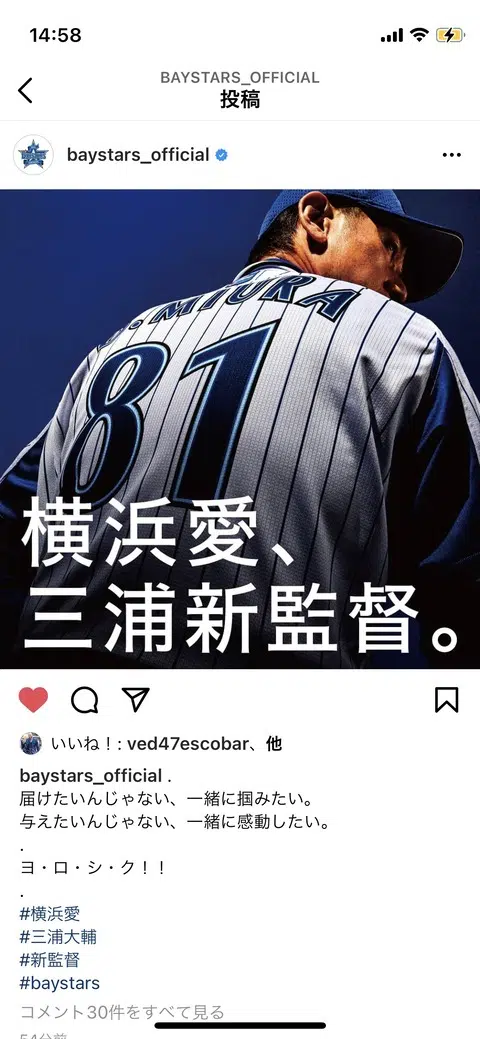 14:58
BAYSTARS_OFFICIAL
投稿
baystars_official
MIURA
81
横浜愛、
三浦新監督。
いいね！: ved47escobar、他
baystars_official .
届けたいんじゃない、一緒に掴みたい。
与えたいんじゃない、一緒に感動したい。
.
ヨ・ロ・シ・ク！！
.
#横浜愛
#三浦大輔
#新監督
#baystars
コメント30件をすべて見る
54分前